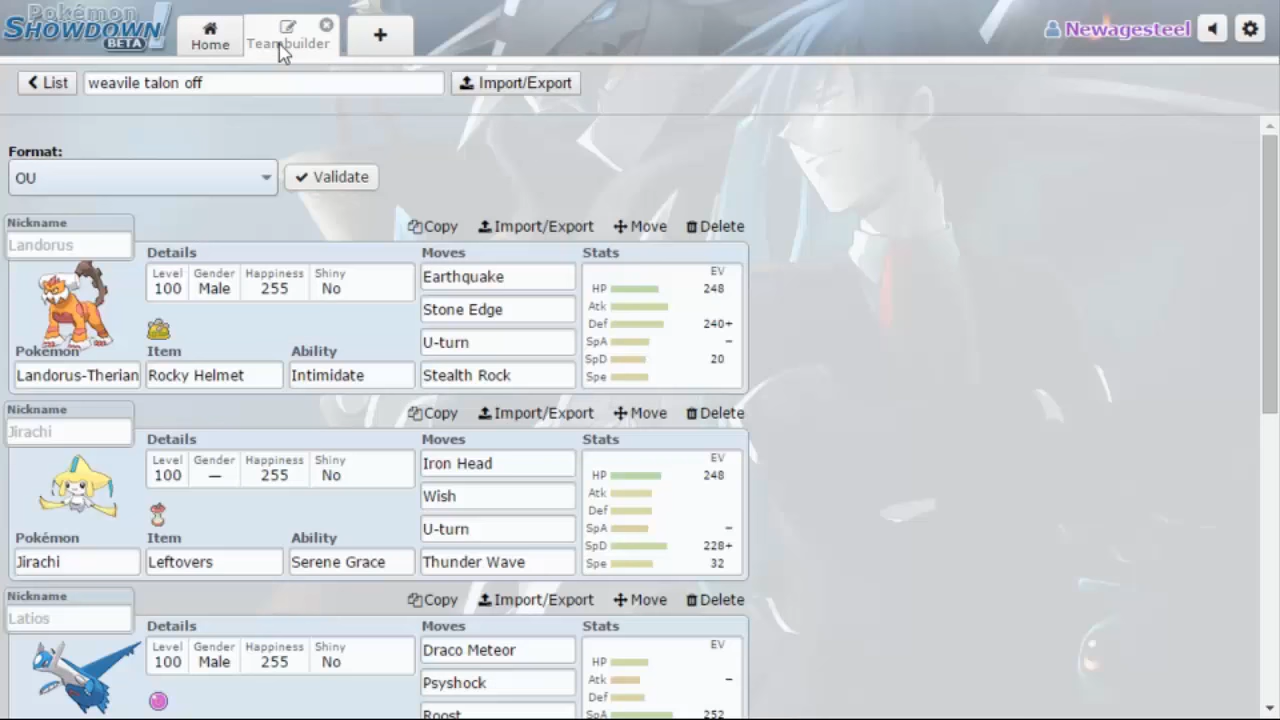 Pokémon
SHOWDOWN!
BETA
Home
Teambuilder
+
Newagesteel
List
weavile talon off
Import/Export
Format:
OU
Validate
Nickname
Landorus
Copy Import/Export Move Delete
Details
Moves
Stats
Level Gender Happiness Shiny
100 Male 255 No
Pokémon
Item
Ability
Landorus-Therian
Rocky Helmet
Intimidate
Earthquake
Stone Edge
U-turn
Stealth Rock
EV
HP 248
Atk
Def 240+
SpA –
SpD 20
Spe
Nickname
Jirachi
Copy Import/Export Move Delete
Details
Moves
Stats
Level Gender Happiness Shiny
100 — 255 No
Pokémon
Item
Ability
Jirachi
Leftovers
Serene Grace
Iron Head
Wish
U-turn
Thunder Wave
EV
HP 248
Atk
Def
SpA –
SpD 228+
Spe 32
Nickname
Latios
Copy Import/Export Move Delete
Details
Moves
Stats
Level Gender Happiness Shiny
100 Male 255 No
Draco Meteor
Psyshock
Roost
EV
HP
Atk –
Def
SpA 252